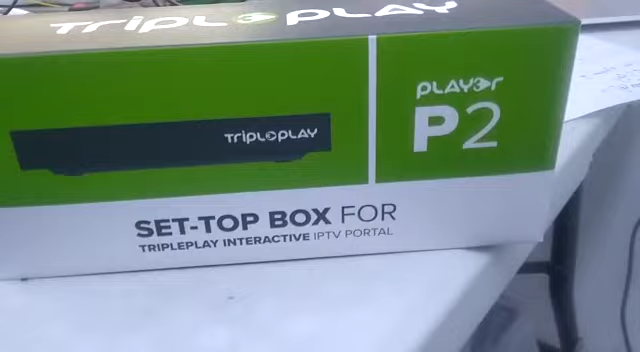 TRIPLEPLAY
TRIPLEPLAY
PLAYER
P2
SET-TOP BOX FOR
TRIPLEPLAY INTERACTIVE IPTV PORTAL